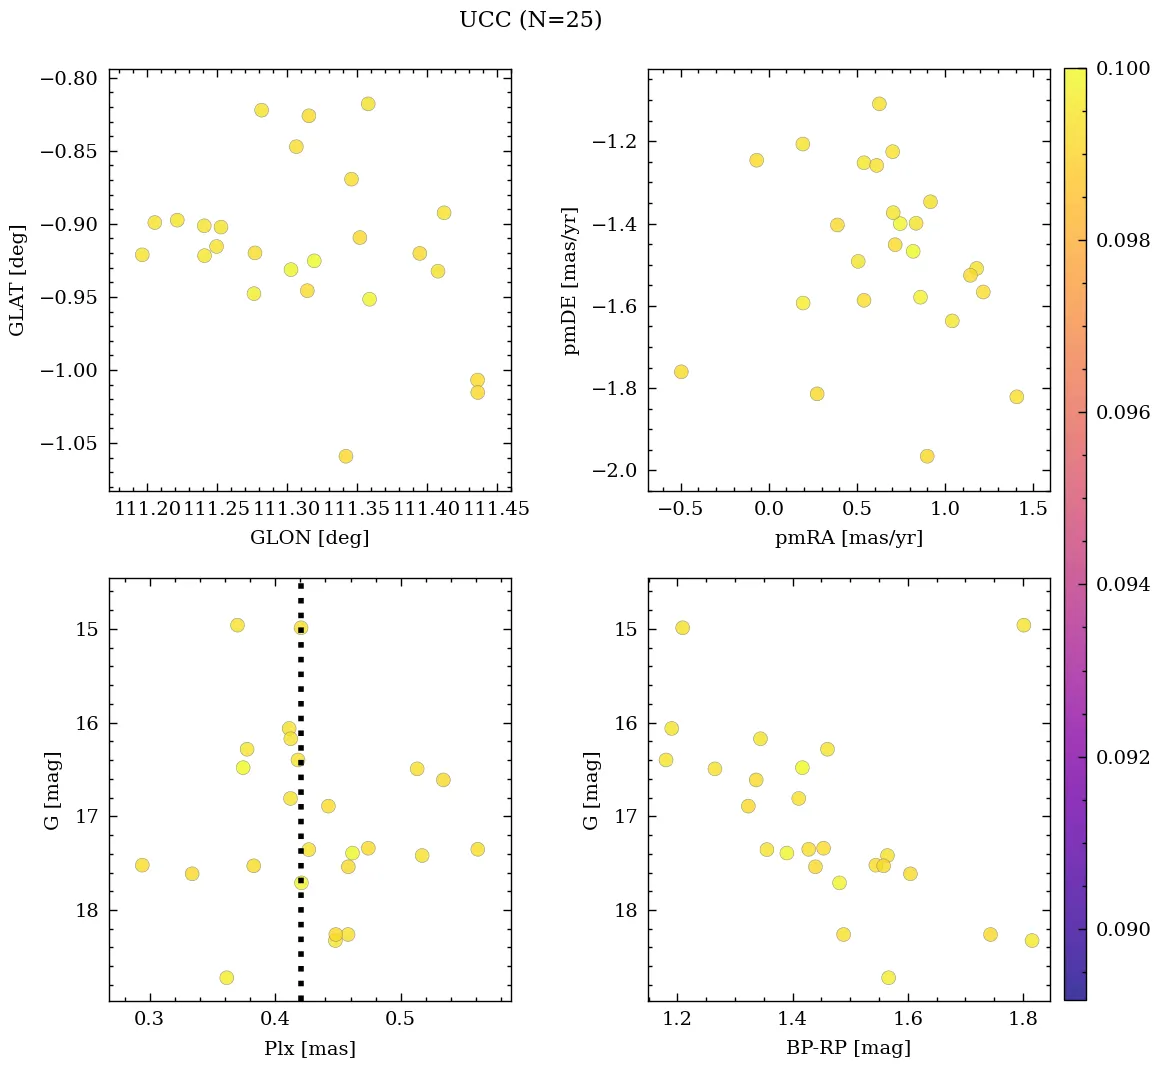 UCC (N=25)
−0.80
−0.85
−0.90
−0.95
−1.00
−1.05
GLAT [deg]
111.20 111.25 111.30 111.35 111.40 111.45
GLON [deg]
−1.2
−1.4
−1.6
−1.8
−2.0
pmDE [mas/yr]
−0.5 0.0 0.5 1.0 1.5
pmRA [mas/yr]
0.100
0.098
0.096
0.094
0.092
0.090
15
16
17
18
G [mag]
0.3 0.4 0.5
Plx [mas]
G [mag]
15
16
17
18
1.2 1.4 1.6 1.8
BP-RP [mag]